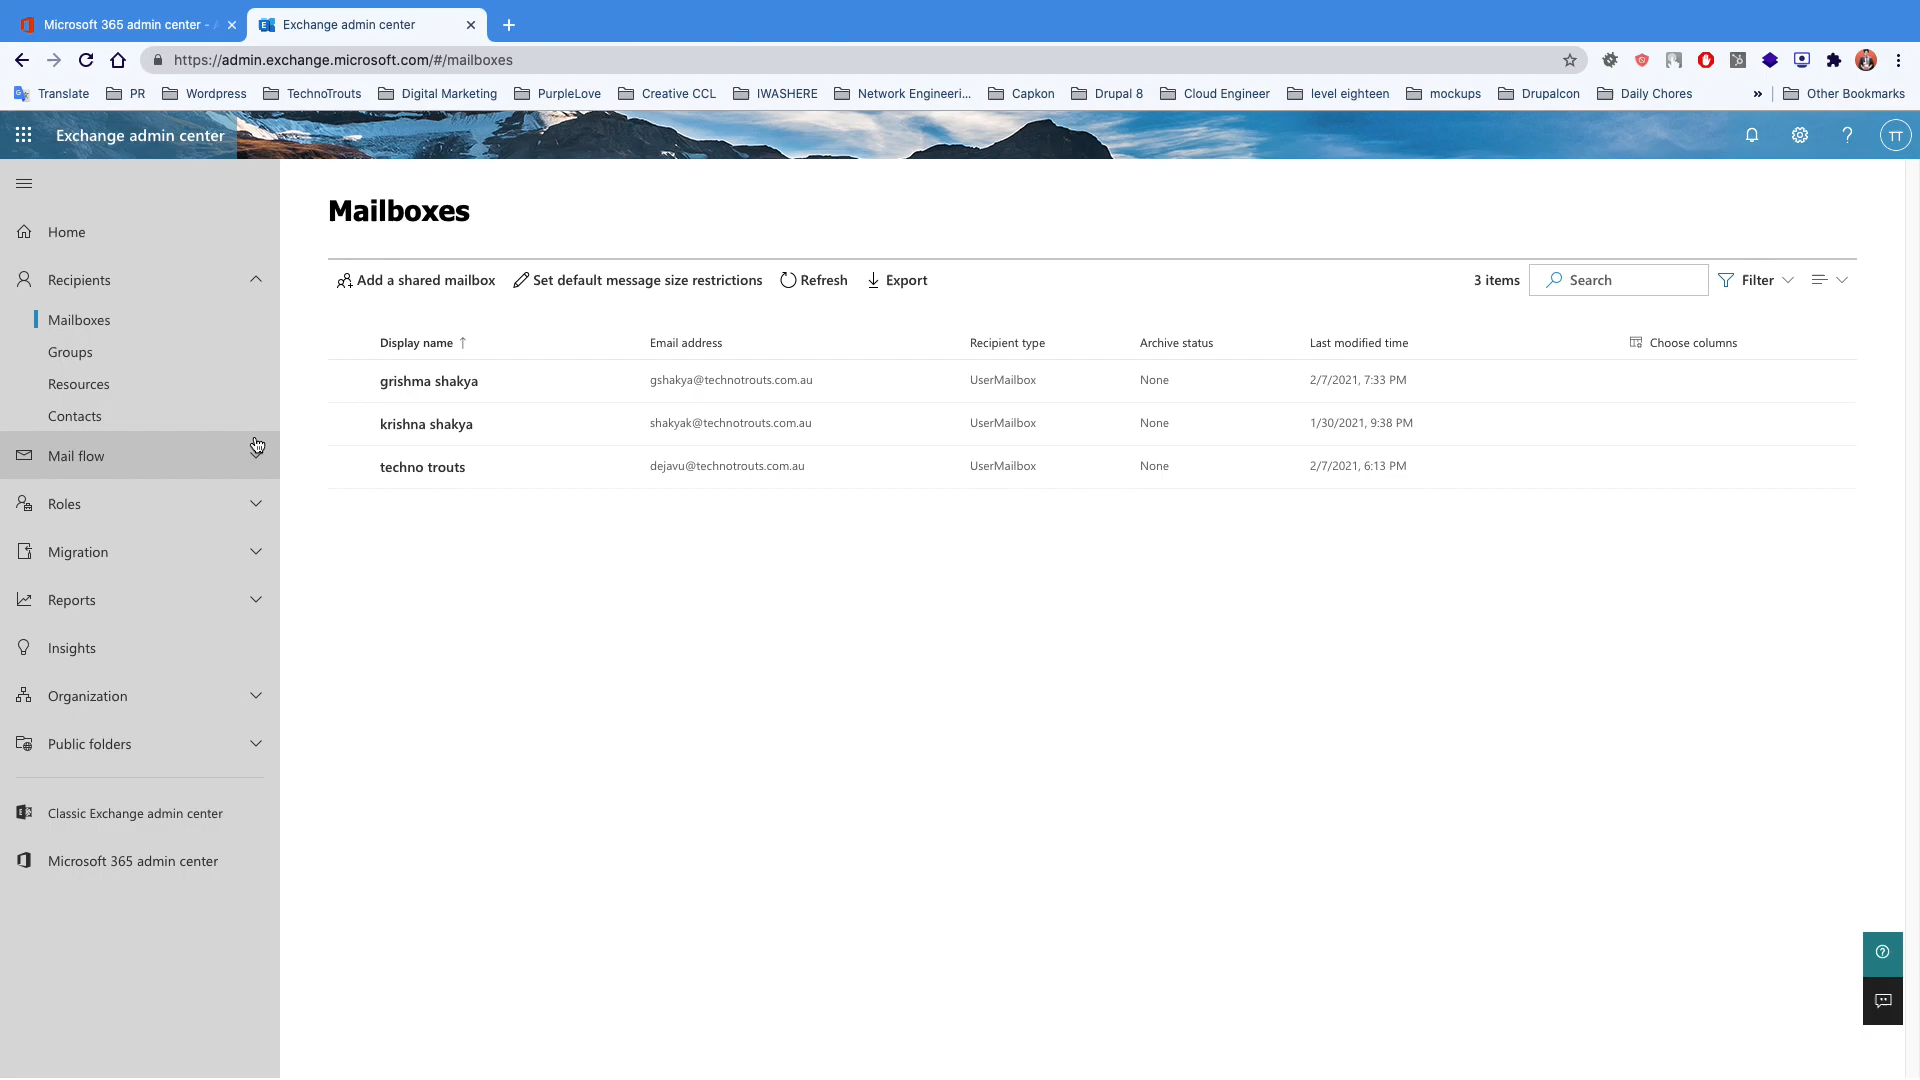 Microsoft 365 admin center -
Exchange admin center
https://admin.exchange.microsoft.com/#/mailboxes
Translate PR Wordpress TechnoTrouts Digital Marketing PurpleLove Creative CCL IWASHERE Network Engineeri... Capkon Drupal 8 Cloud Engineer level eighteen mockups Drupalcon Daily Chores » Other Bookmarks
Exchange admin center
? TT
Home
Recipients
Mailboxes
Groups
Resources
Contacts
Mail flow
Roles
Migration
Reports
Insights
Organization
Public folders
Classic Exchange admin center
Microsoft 365 admin center
Mailboxes
Add a shared mailbox Set default message size restrictions Refresh Export 3 items Search Filter
Display name ↑ Email address Recipient type Archive status Last modified time Choose columns
grishma shakya gshakya@technotrouts.com.au UserMailbox None 2/7/2021, 7:33 PM
krishna shakya shakyak@technotrouts.com.au UserMailbox None 1/30/2021, 9:38 PM
techno trouts dejavu@technotrouts.com.au UserMailbox None 2/7/2021, 6:13 PM